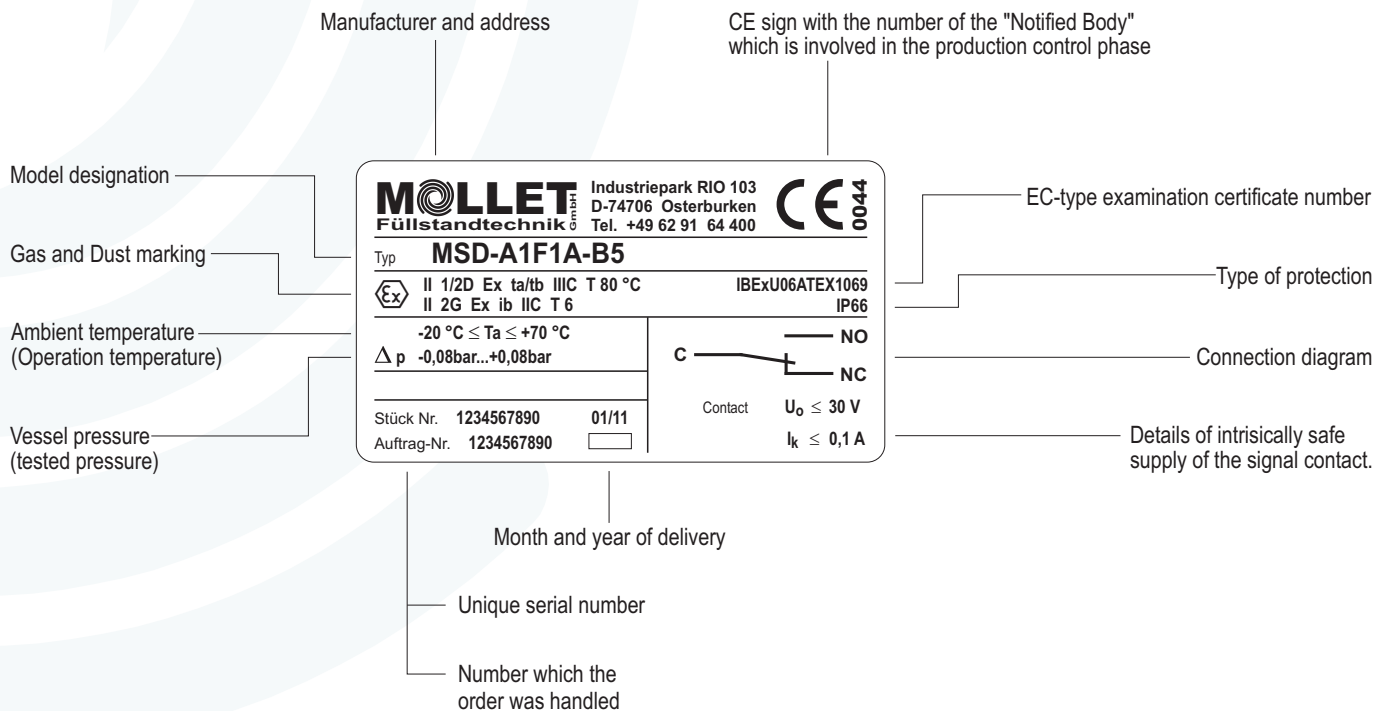 Manufacturer and address
CE sign with the number of the "Notified Body"
which is involved in the production control phase
Model designation
Gas and Dust marking
Ambient temperature
(Operation temperature)
Vessel pressure
(tested pressure)
MOLLET
GmbH
Füllstandtechnik
Industriepark RIO 103
D-74706 Osterburken
Tel. +49 62 91 64 400
CE
0044
Typ MSD-A1F1A-B5
Ex
II 1/2D Ex ta/tb IIIC T 80 °C
II 2G Ex ib IIC T 6
IBExU06ATEX1069
IP66
-20 °C ≤ Ta ≤ +70 °C
Δ p -0,08bar...+0,08bar
NO
C
NC
Stück Nr. 1234567890 01/11
Auftrag-Nr. 1234567890
Contact Uo ≤ 30 V
Ik ≤ 0,1 A
EC-type examination certificate number
Type of protection
Connection diagram
Details of intrisically safe
supply of the signal contact.
Month and year of delivery
Unique serial number
Number which the
order was handled